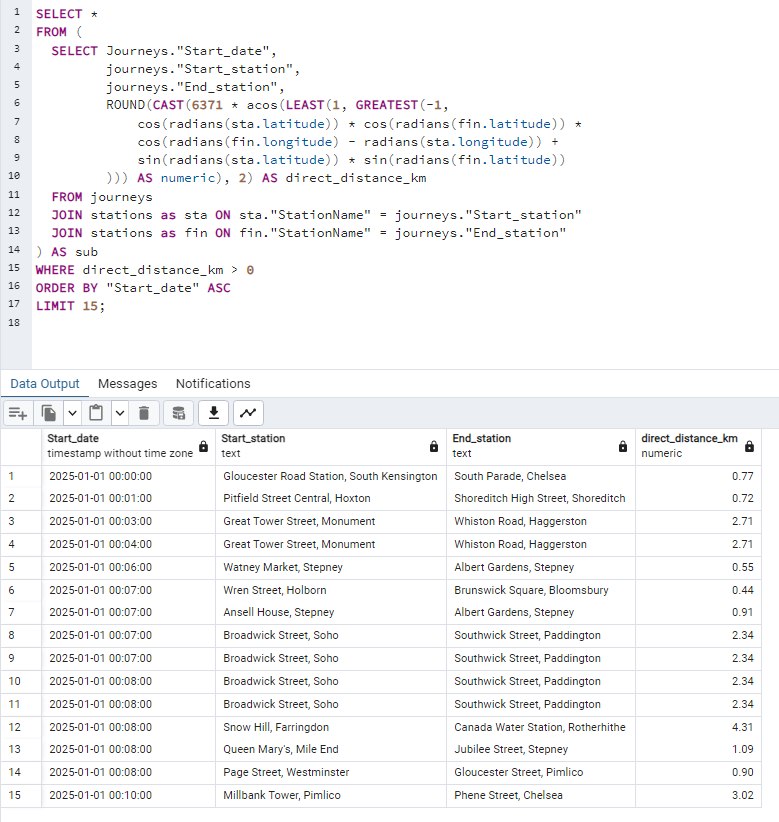 1 SELECT *
2 FROM (
3 SELECT Journeys."Start_date",
4 journeys."Start_station",
5 journeys."End_station",
6 ROUND(CAST(6371 * acos(LEAST(1, GREATEST(-1,
7 cos(radians(sta.latitude)) * cos(radians(fin.latitude)) *
8 cos(radians(fin.longitude) - radians(sta.longitude)) +
9 sin(radians(sta.latitude)) * sin(radians(fin.latitude))
10 ))) AS numeric), 2) AS direct_distance_km
11 FROM journeys
12 JOIN stations as sta ON sta."StationName" = journeys."Start_station"
13 JOIN stations as fin ON fin."StationName" = journeys."End_station"
14 ) AS sub
15 WHERE direct_distance_km > 0
16 ORDER BY "Start_date" ASC
17 LIMIT 15;
18
Data Output Messages Notifications
Start_date Start_station End_station direct_distance_km
timestamp without time zone text text numeric
1 2025-01-01 00:00:00 Gloucester Road Station, South Kensington South Parade, Chelsea 0.77
2 2025-01-01 00:01:00 Pitfield Street Central, Hoxton Shoreditch High Street, Shoreditch 0.72
3 2025-01-01 00:03:00 Great Tower Street, Monument Whiston Road, Haggerston 2.71
4 2025-01-01 00:04:00 Great Tower Street, Monument Whiston Road, Haggerston 2.71
5 2025-01-01 00:06:00 Watney Market, Stepney Albert Gardens, Stepney 0.55
6 2025-01-01 00:07:00 Wren Street, Holborn Brunswick Square, Bloomsbury 0.44
7 2025-01-01 00:07:00 Ansell House, Stepney Albert Gardens, Stepney 0.91
8 2025-01-01 00:07:00 Broadwick Street, Soho Southwick Street, Paddington 2.34
9 2025-01-01 00:07:00 Broadwick Street, Soho Southwick Street, Paddington 2.34
10 2025-01-01 00:08:00 Broadwick Street, Soho Southwick Street, Paddington 2.34
11 2025-01-01 00:08:00 Broadwick Street, Soho Southwick Street, Paddington 2.34
12 2025-01-01 00:08:00 Snow Hill, Farringdon Canada Water Station, Rotherhithe 4.31
13 2025-01-01 00:08:00 Queen Mary's, Mile End Jubilee Street, Stepney 1.09
14 2025-01-01 00:08:00 Page Street, Westminster Gloucester Street, Pimlico 0.90
15 2025-01-01 00:10:00 Millbank Tower, Pimlico Phene Street, Chelsea 3.02